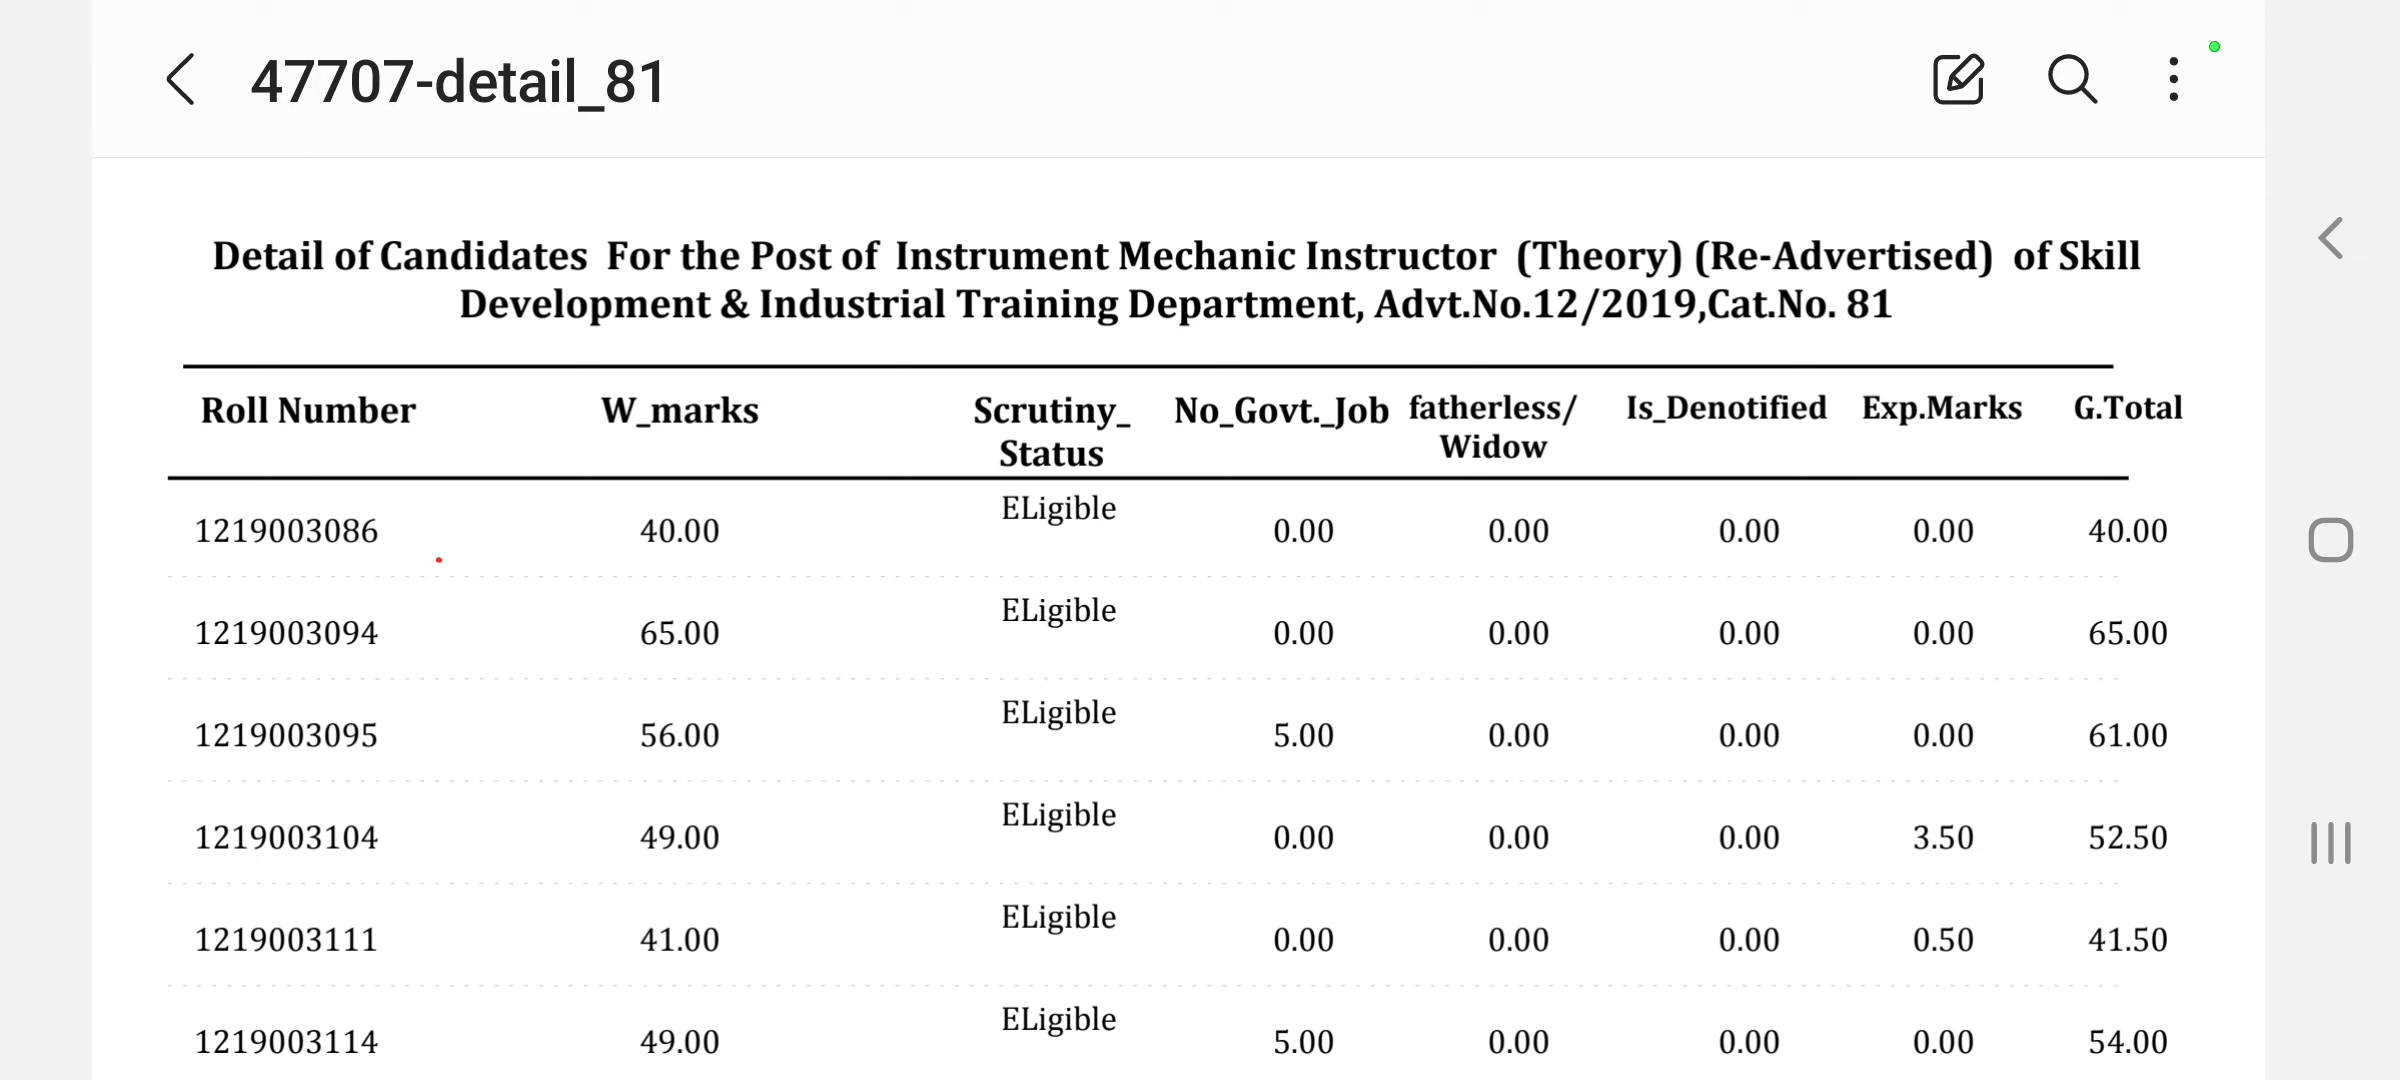 47707-detail_81
Detail of Candidates For the Post of Instrument Mechanic Instructor (Theory) (Re-Advertised) of Skill
Development & Industrial Training Department, Advt.No.12/2019,Cat.No. 81
Roll Number W_marks Scrutiny_ No_Govt._Job fatherless/ Is_Denotified Exp.Marks G.Total
Status Widow
1219003086 40.00 ELigible 0.00 0.00 0.00 0.00 40.00
1219003094 65.00 ELigible 0.00 0.00 0.00 0.00 65.00
1219003095 56.00 ELigible 5.00 0.00 0.00 0.00 61.00
1219003104 49.00 ELigible 0.00 0.00 0.00 3.50 52.50
1219003111 41.00 ELigible 0.00 0.00 0.00 0.50 41.50
1219003114 49.00 ELigible 5.00 0.00 0.00 0.00 54.00